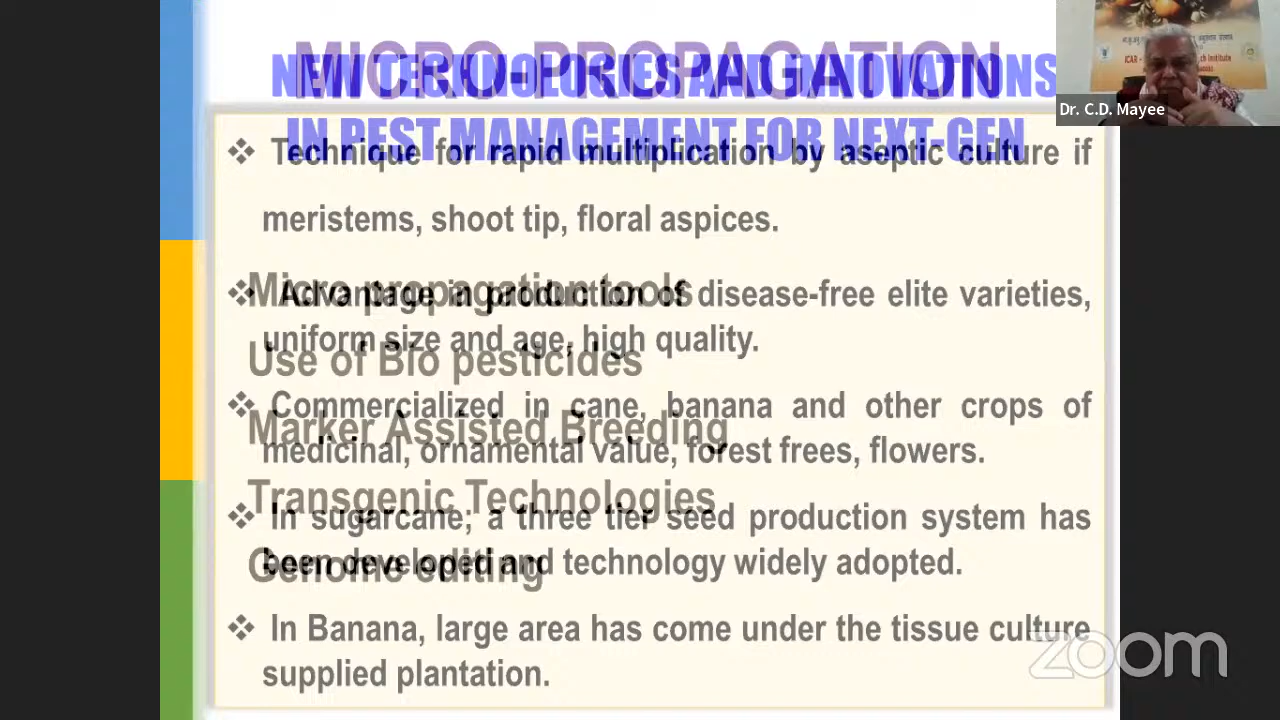 MICRO-PROPAGATION
NEW TECHNOLOGIES AND INNOVATIONS
IN PEST MANAGEMENT FOR NEXT-GEN
❖ Technique for rapid multiplication by aseptic culture if
meristems, shoot tip, floral aspices.
❖ Advantage in production of disease-free elite varieties,
uniform size and age, high quality.
❖ Commercialized in cane, banana and other crops of
medicinal, ornamental value, forest frees, flowers.
❖ In sugarcane; a three tier seed production system has
been developed and technology widely adopted.
❖ In Banana, large area has come under the tissue culture
supplied plantation.
Micro propagation tools
Use of Bio pesticides
Marker Assisted Breeding
Transgenic Technologies
Genome editing
ICAR -
Institute
Dr. C.D. Mayee
zoom